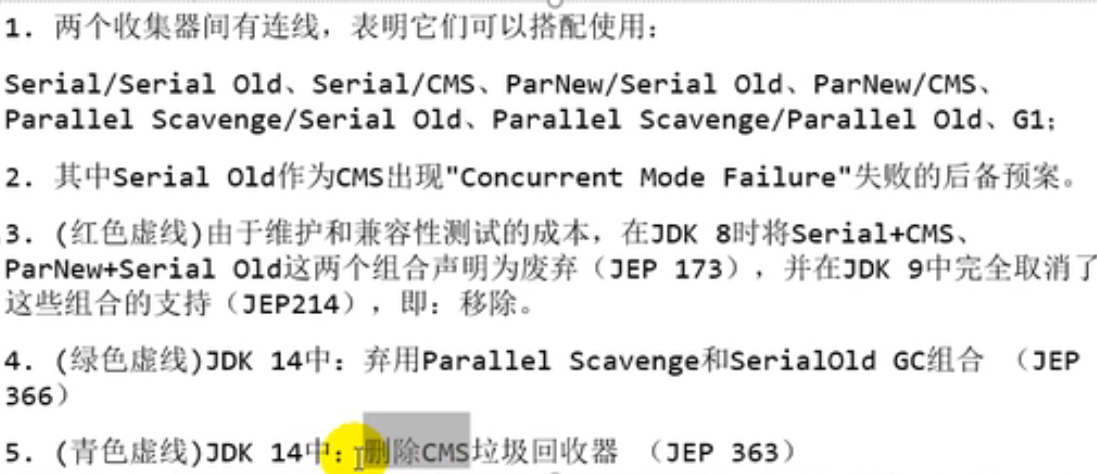 1. 两个收集器间有连线，表明它们可以搭配使用：
Serial/Serial Old、Serial/CMS、ParNew/Serial Old、ParNew/CMS、
Parallel Scavenge/Serial Old、Parallel Scavenge/Parallel Old、G1；
2. 其中Serial Old作为CMS出现"Concurrent Mode Failure"失败的后备预案。
3. (红色虚线)由于维护和兼容性测试的成本，在JDK 8时将Serial+CMS、
ParNew+Serial Old这两个组合声明为废弃（JEP 173），并在JDK 9中完全取消了
这些组合的支持（JEP214），即：移除。
4. (绿色虚线)JDK 14中：弃用Parallel Scavenge和SerialOld GC组合 （JEP
366）
5. (青色虚线)JDK 14中：删除CMS垃圾回收器 （JEP 363）